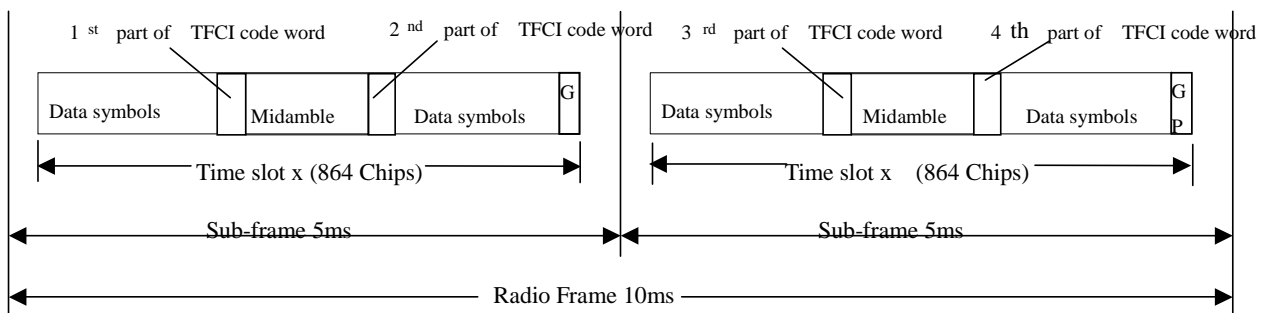 1 st part of TFCI code word
2 nd part of TFCI code word
3 rd part of TFCI code word
4 th part of TFCI code word
Data symbols
Midamble
Data symbols
G
Data symbols
Midamble
Data symbols
G
P
Time slot x (864 Chips)
Time slot x (864 Chips)
Sub-frame 5ms
Sub-frame 5ms
Radio Frame 10ms